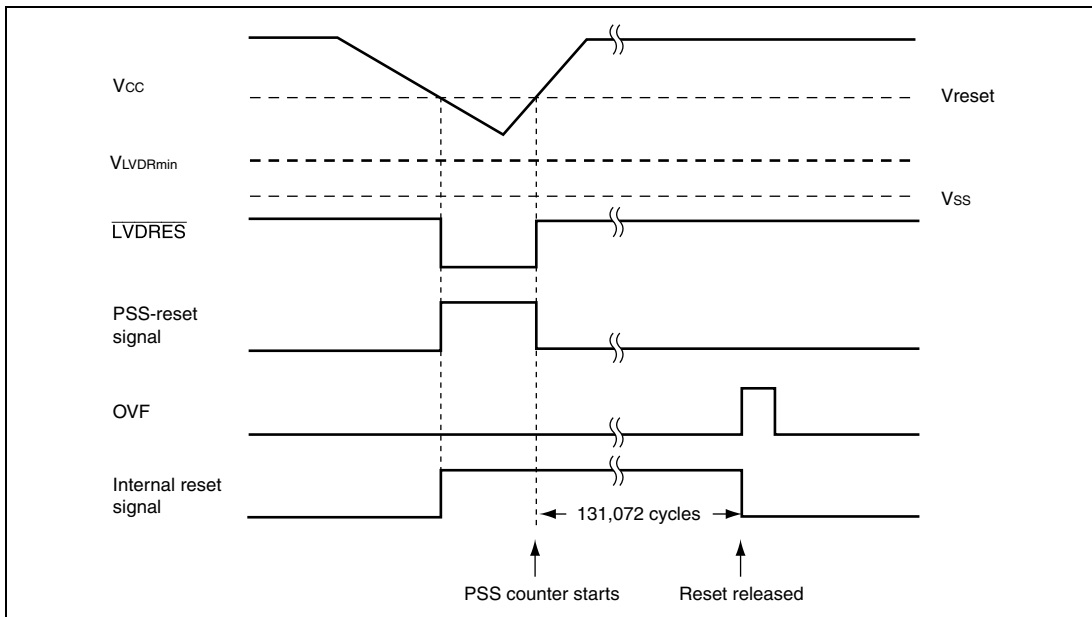 VCC
Vreset
VLVDRmin
VSS
LVDRES
PSS-reset
signal
OVF
Internal reset
signal
131,072 cycles
PSS counter starts
Reset released